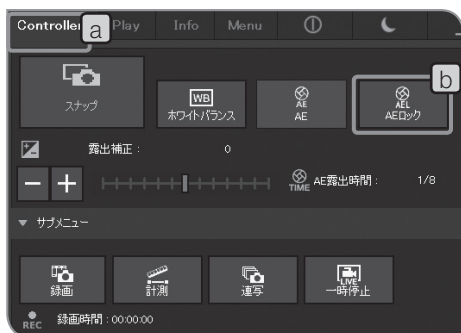 Controller Play Info Menu
a
b
スナップ
WB
ホワイトバランス
AE
AE
AEL
AEロック
露出補正： 0
TIME AE露出時間： 1/8
サブメニュー
録画
計測
連写
LIVE
一時停止
REC 録画時間：00:00:00